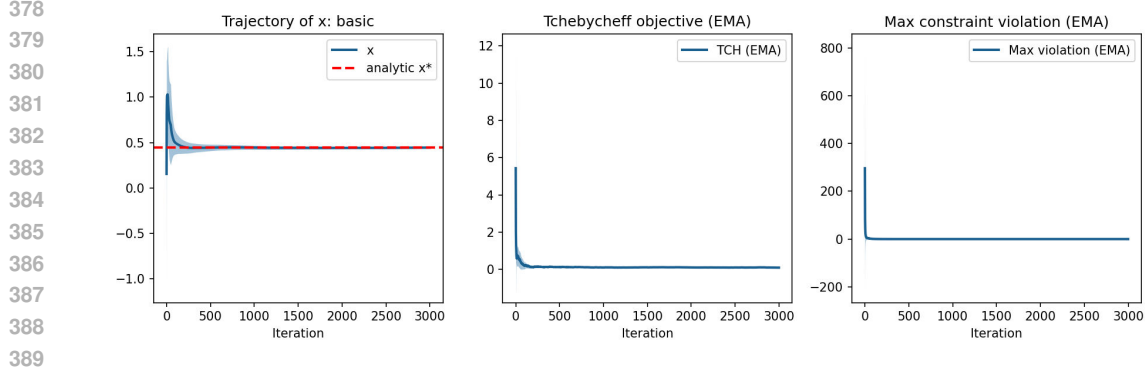 378
379
380
381
382
383
384
385
386
387
388
389
Trajectory of x: basic
x
analytic x*
1.5
1.0
0.5
0.0
−0.5
−1.0
0 500 1000 1500 2000 2500 3000
Iteration
Tchebycheff objective (EMA)
TCH (EMA)
12
10
8
6
4
2
0
0 500 1000 1500 2000 2500 3000
Iteration
Max constraint violation (EMA)
Max violation (EMA)
800
600
400
200
0
−200
0 500 1000 1500 2000 2500 3000
Iteration